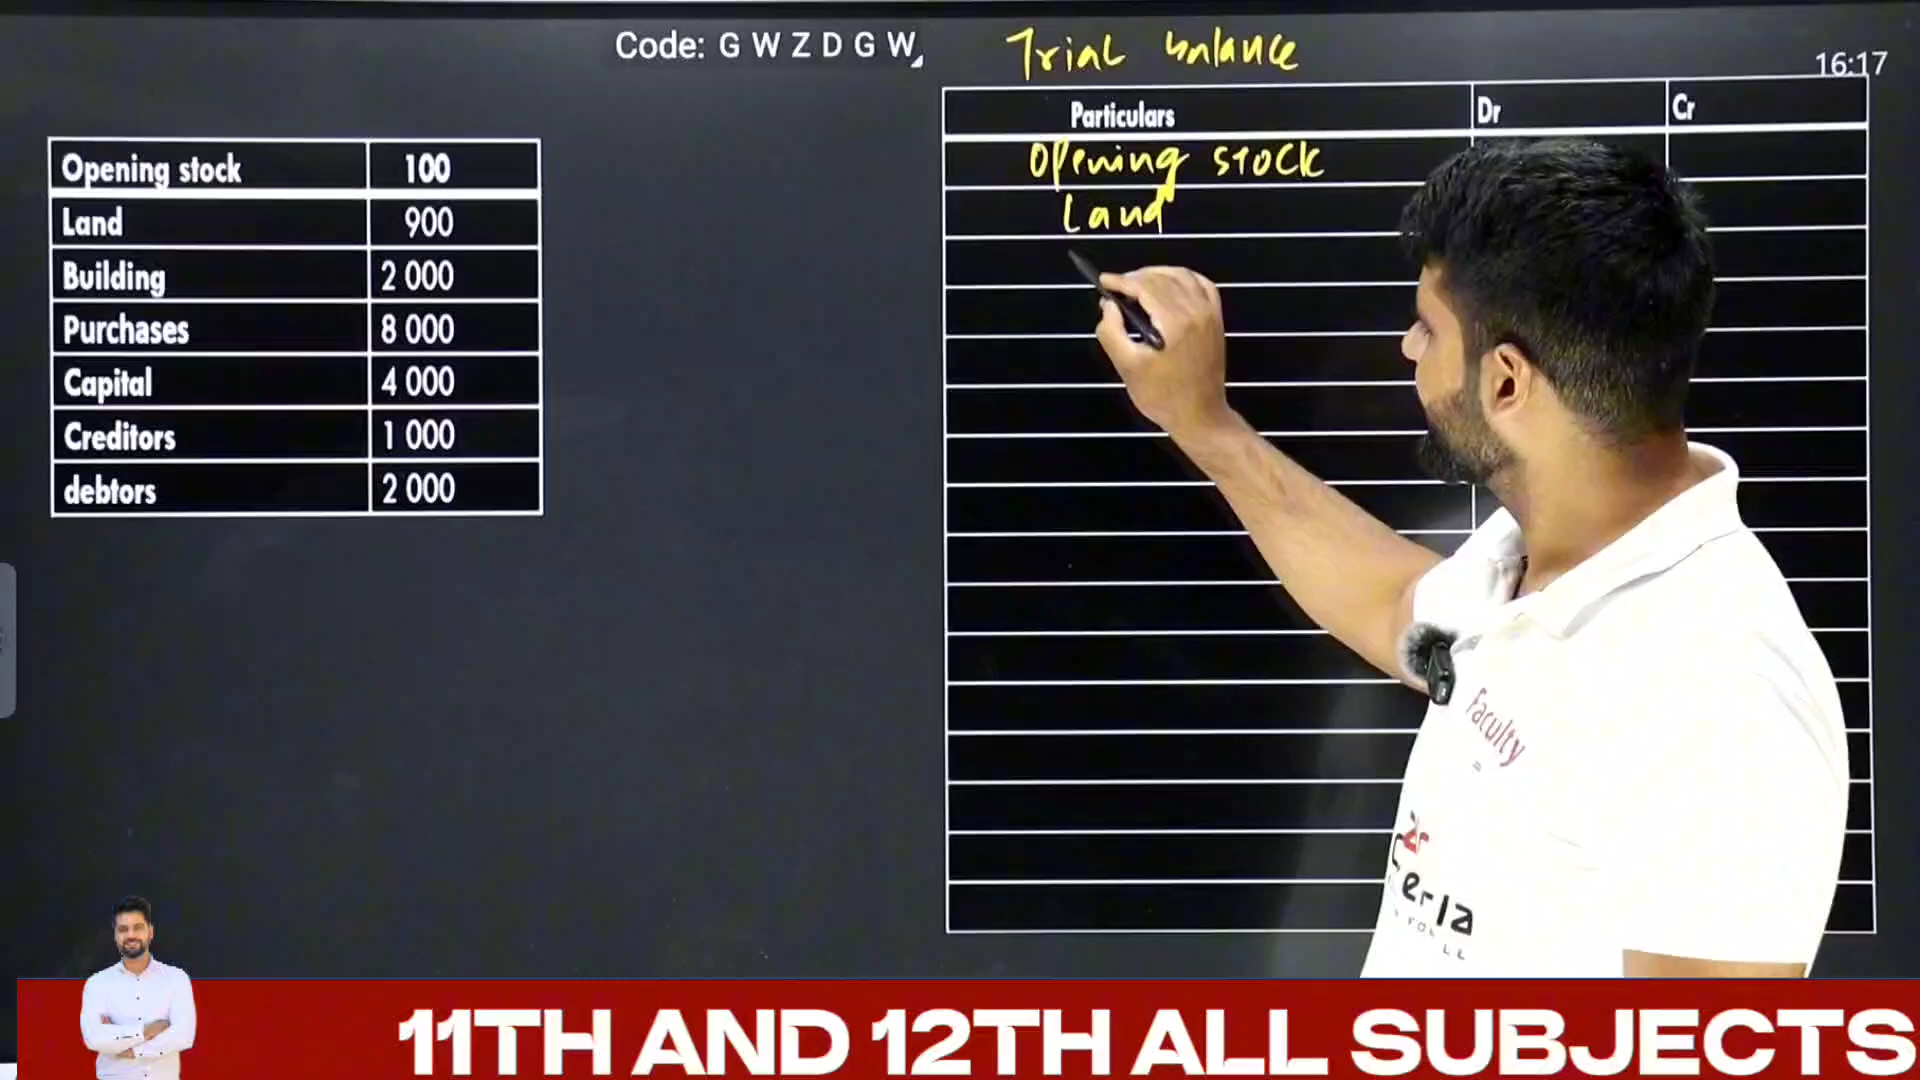 Code: G W Z D G W
Trial balance
16:17
Particulars Dr Cr
Opening stock
Land
Opening stock 100
Land 900
Building 2 000
Purchases 8 000
Capital 4 000
Creditors 1 000
debtors 2 000
Faculty
11TH AND 12TH ALL SUBJECTS